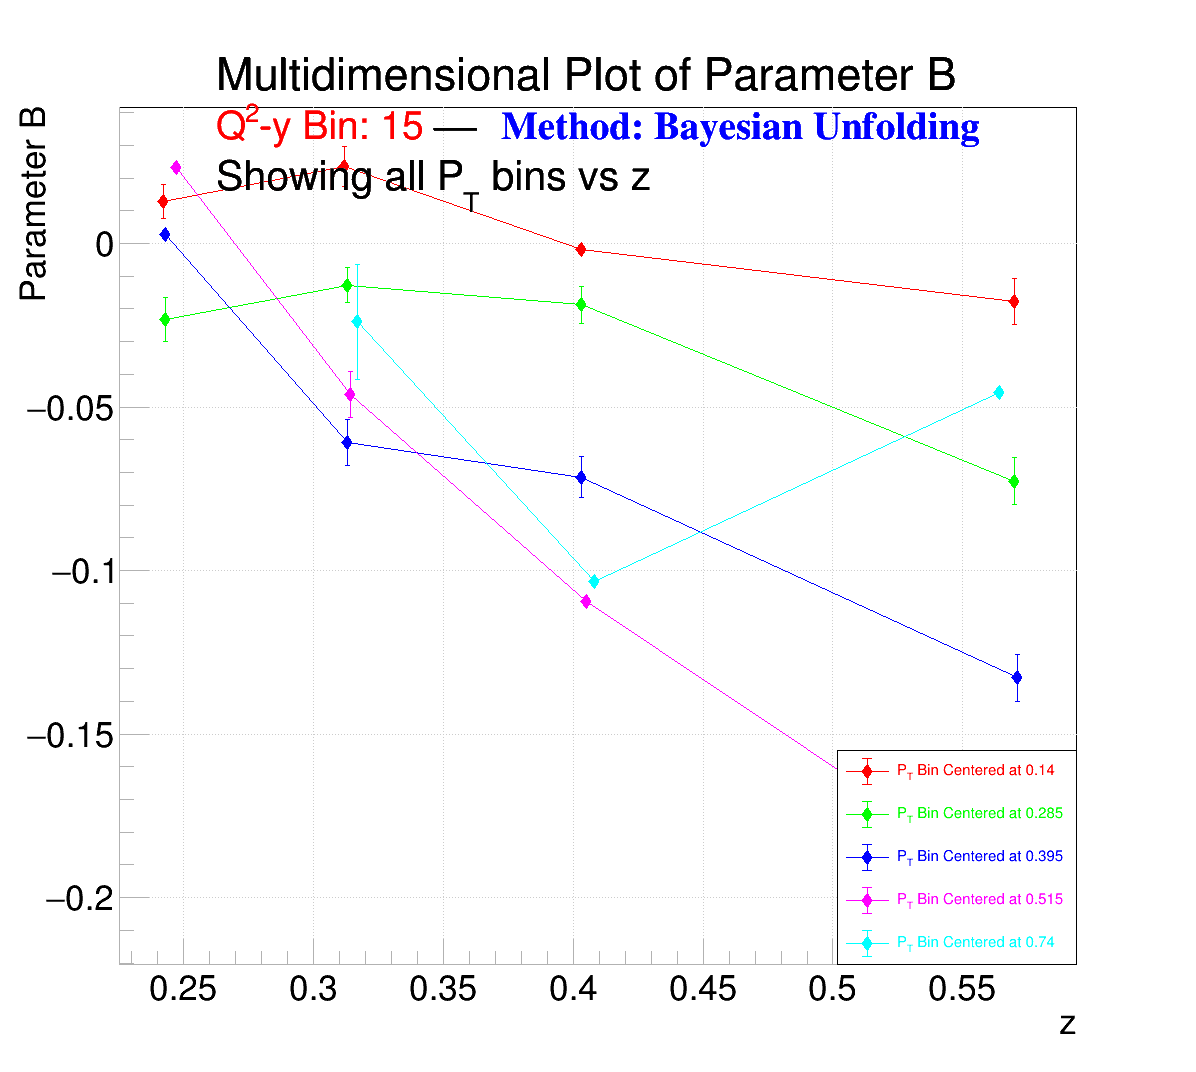 Multidimensional Plot of Parameter B
Q²-y Bin: 15 — Method: Bayesian Unfolding
Showing all P_T bins vs z
Parameter B
0
−0.05
−0.1
−0.15
−0.2
P_T Bin Centered at 0.14
P_T Bin Centered at 0.285
P_T Bin Centered at 0.395
P_T Bin Centered at 0.515
P_T Bin Centered at 0.74
0.25 0.3 0.35 0.4 0.45 0.5 0.55
z